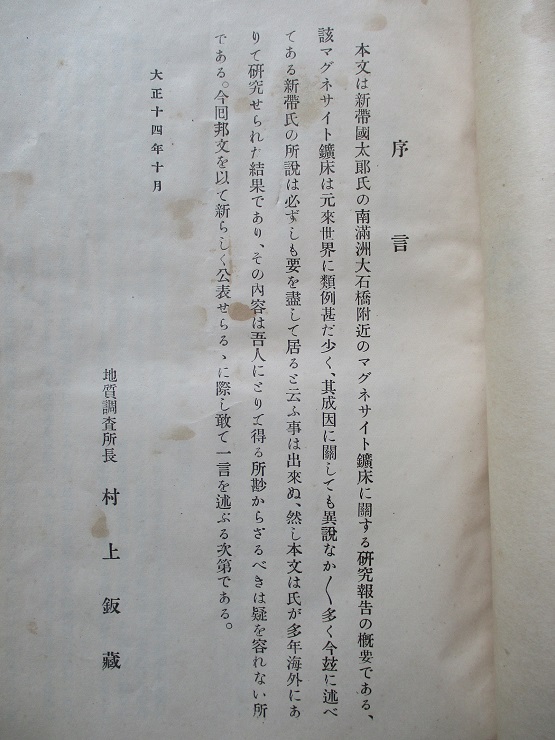 序言
本文は新帶國太郞氏の南滿洲大石橋附近のマグネサイト鑛床に關する硏究報告の槪要である、
該マグネサイト鑛床は元來世界に類例甚だ少く、其成因に關しても異說なか〱多く今玆に述べ
てある新帶氏の所說は必ずしも要を盡して居ると云ふ事は出來ぬ、然し本文は氏が多年海外にあ
りて硏究せられた結果であり、その內容は吾人にとりて得る所尠からざるべきは疑を容れない所
である。今囘邦文を以て新らしく公表せらるゝに際し敢て一言を述ぶる次第である。
大正十四年十月
地質調查所長 村上鈑藏